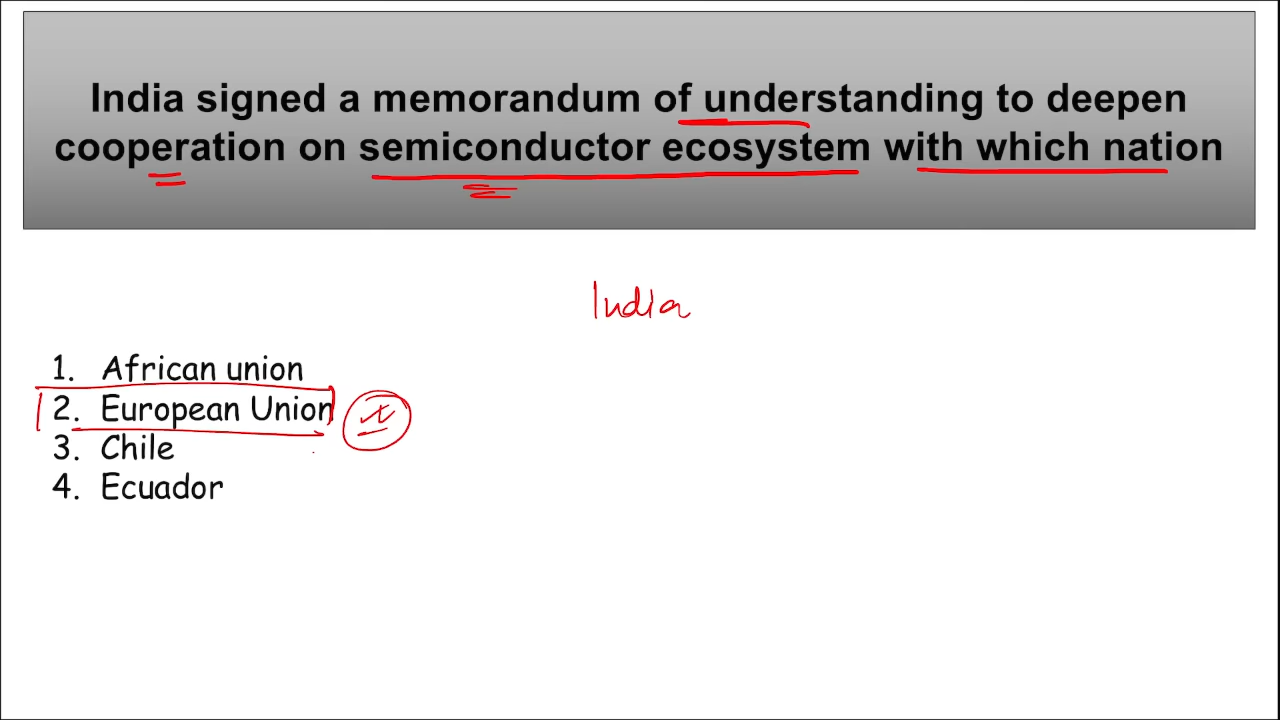 India signed a memorandum of understanding to deepen
cooperation on semiconductor ecosystem with which nation
India
1. African union
2. European Union
3. Chile
4. Ecuador